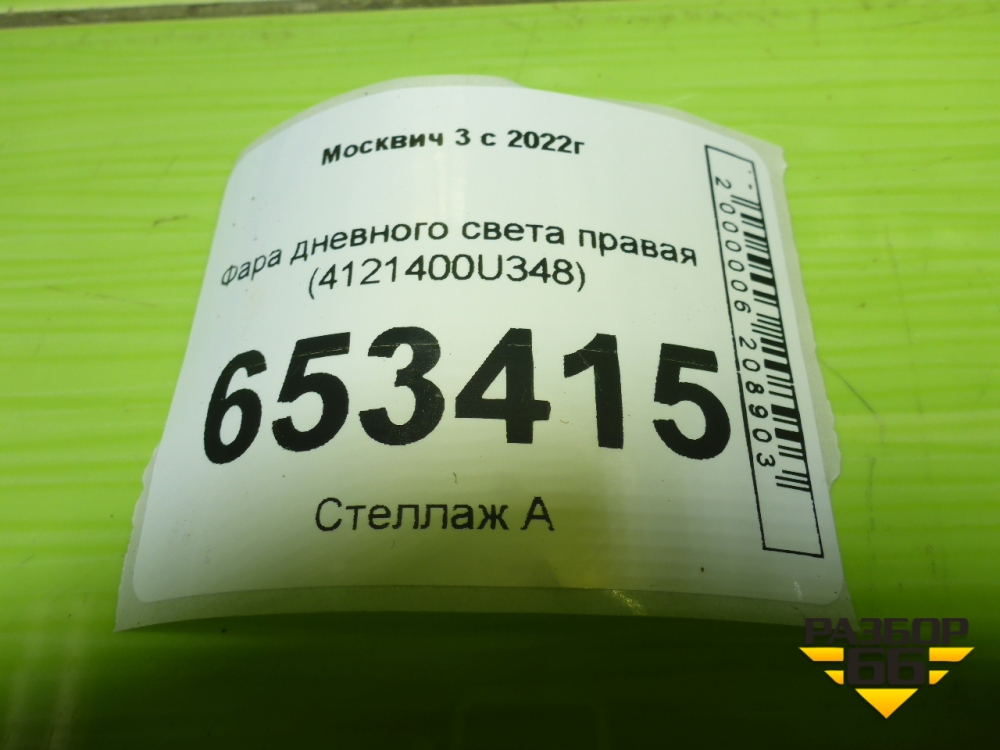 Москвич 3 с 2022г
Фара дневного света правая
(4121400U348)
653415
Стеллаж А
2000006208903
РАЗБОР
66